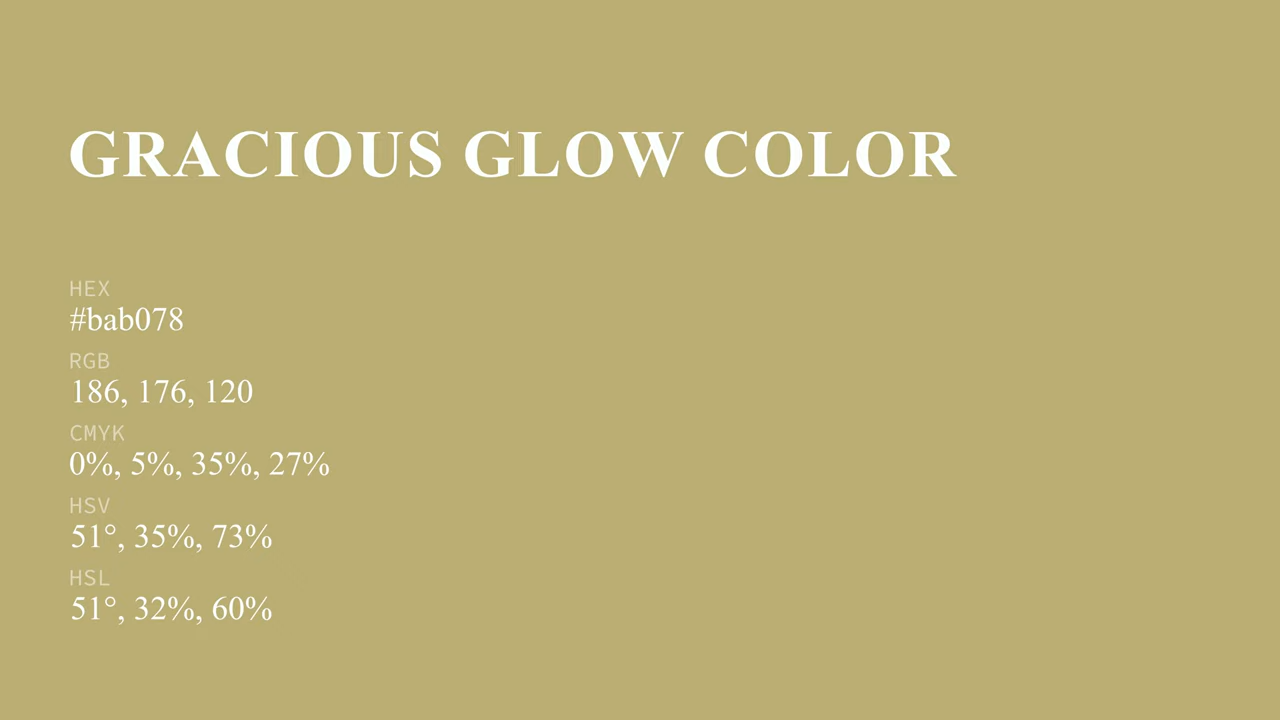 GRACIOUS GLOW COLOR
HEX
#bab078
RGB
186, 176, 120
CMYK
0%, 5%, 35%, 27%
HSV
51°, 35%, 73%
HSL
51°, 32%, 60%